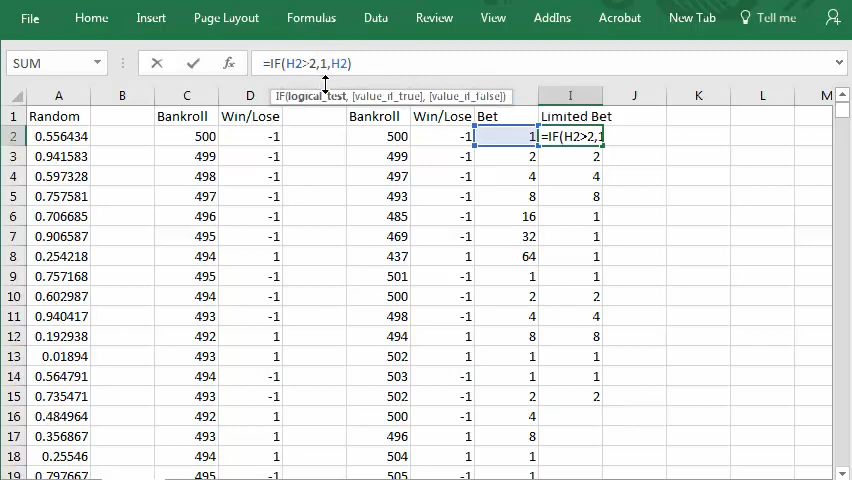 File Home Insert Page Layout Formulas Data Review View AddIns Acrobat New Tab Tell me
SUM fx =IF(H2>2,1,H2)
IF(logical_test, [value_if_true], [value_if_false])
A B C D H I J K L M
1 Random Bankroll Win/Lose Bankroll Win/Lose Bet Limited Bet
2 0.556434 500 -1 500 -1 1 =IF(H2>2,1
3 0.941583 499 -1 499 -1 2 2
4 0.597328 498 -1 497 -1 4 4
5 0.757581 497 -1 493 -1 8 8
6 0.706685 496 -1 485 -1 16 1
7 0.906587 495 -1 469 -1 32 1
8 0.254218 494 1 437 1 64 1
9 0.757168 495 -1 501 -1 1 1
10 0.602987 494 -1 500 -1 2 2
11 0.940417 493 -1 498 -1 4 4
12 0.192938 492 1 494 1 8 8
13 0.01894 493 1 502 1 1 1
14 0.564791 494 -1 503 -1 1 1
15 0.735471 493 -1 502 -1 2 2
16 0.484964 492 1 500 -1 4
17 0.356867 493 1 496 1 8
18 0.25546 494 1 504 1 1
19 0.797667 495 -1 505 -1 1